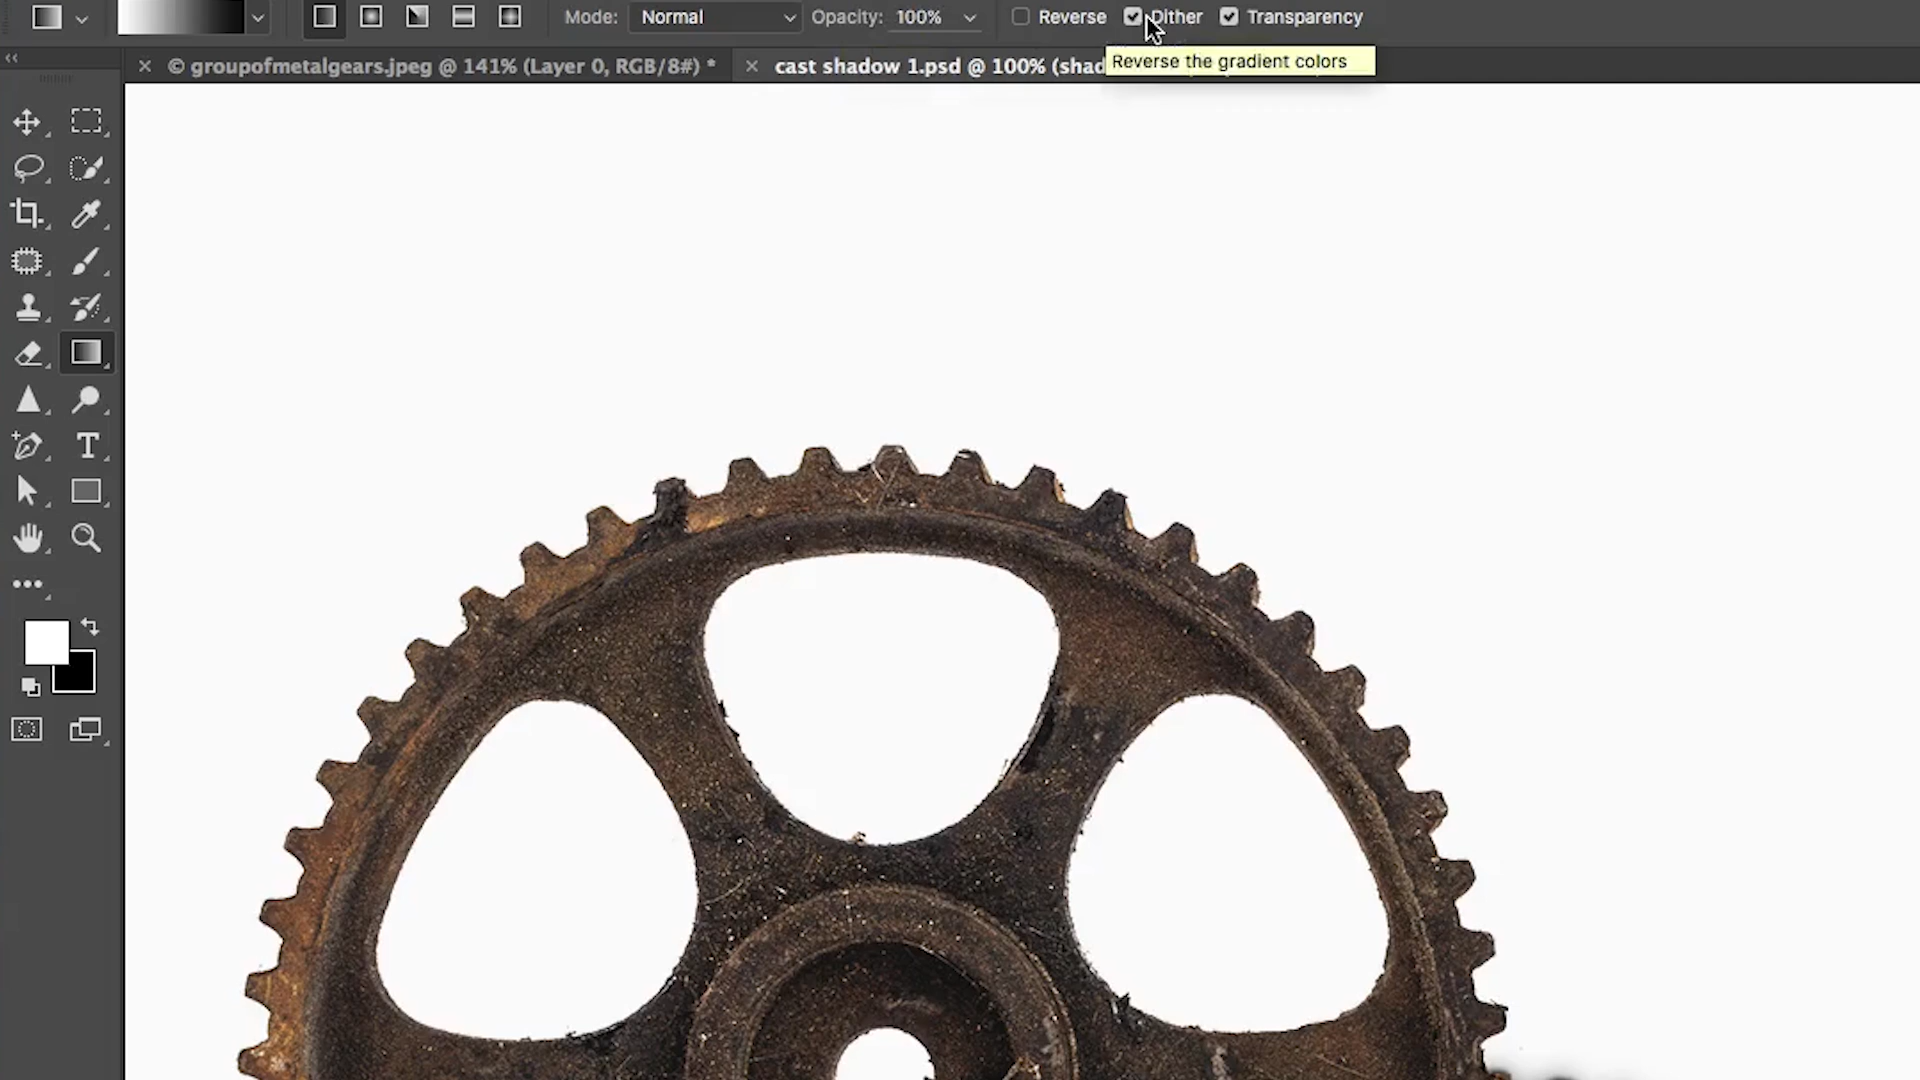 Mode: Normal Opacity: 100% Reverse Dither Transparency
© groupofmetalgears.jpeg @ 141% (Layer 0, RGB/8#) * cast shadow 1.psd @ 100% (shad
Reverse the gradient colors
T